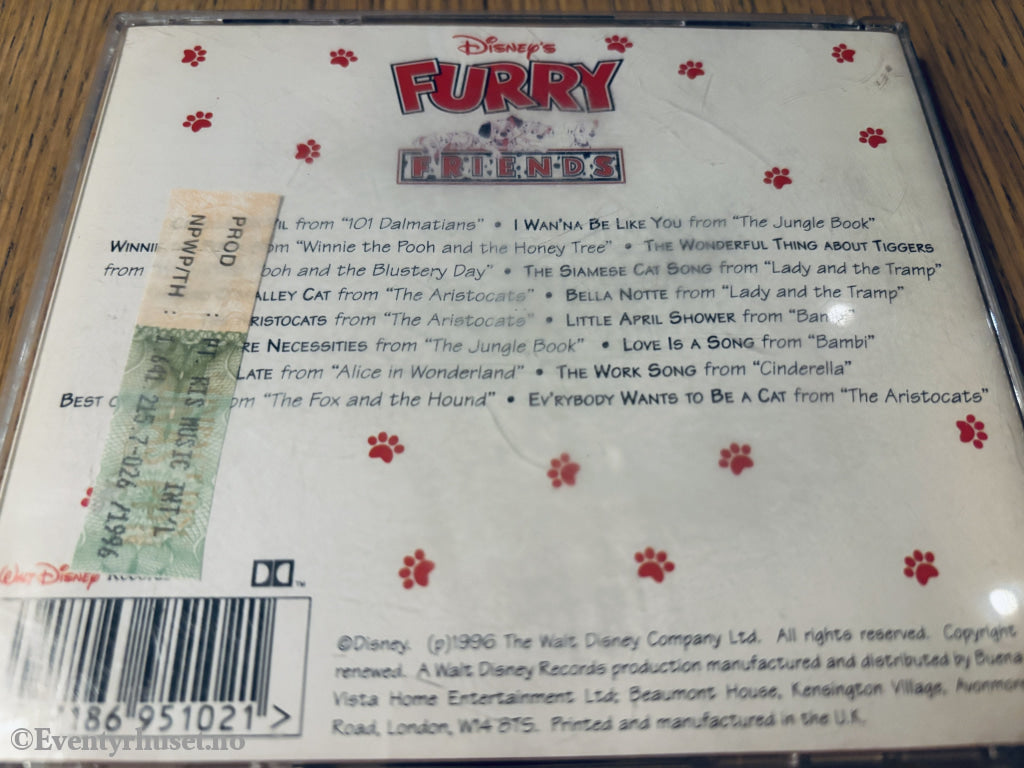 Disney's
FURRY
FRIENDS
'IL from "101 Dalmatians" • I WAN'NA BE LIKE YOU from "The Jungle Book"
WINNI om "Winnie the Pooh and the Honey Tree" • THE WONDERFUL THING ABOUT TIGGERS
from ooh and the Blustery Day" • THE SIAMESE CAT SONG from "Lady and the Tramp"
ALLEY CAT from "The Aristocats" • BELLA NOTTE from "Lady and the Tramp"
RISTOCATS from "The Aristocats" • LITTLE APRIL SHOWER from "Bambi"
RE NECESSITIES from "The Jungle Book" • LOVE IS A SONG from "Bambi"
LATE from "Alice in Wonderland" • THE WORK SONG from "Cinderella"
BEST om "The Fox and the Hound" • EV'RYBODY WANTS TO BE A CAT from "The Aristocats"
PROD : PT. KINS MUSIC INT'L
NPWP/TH : 1.641.215.7-026/1996
Walt Disney Records
™
186 951021 >
©Disney. (p)1996 The Walt Disney Company Ltd. All rights reserved. Copyright
renewed. A Walt Disney Records production manufactured and distributed by Buena
Vista Home Entertainment Ltd; Beaumont House, Kensington Village, Avonmore
Road, London, W14 8TS. Printed and manufactured in the U.K.
©Eventyrhuset.no